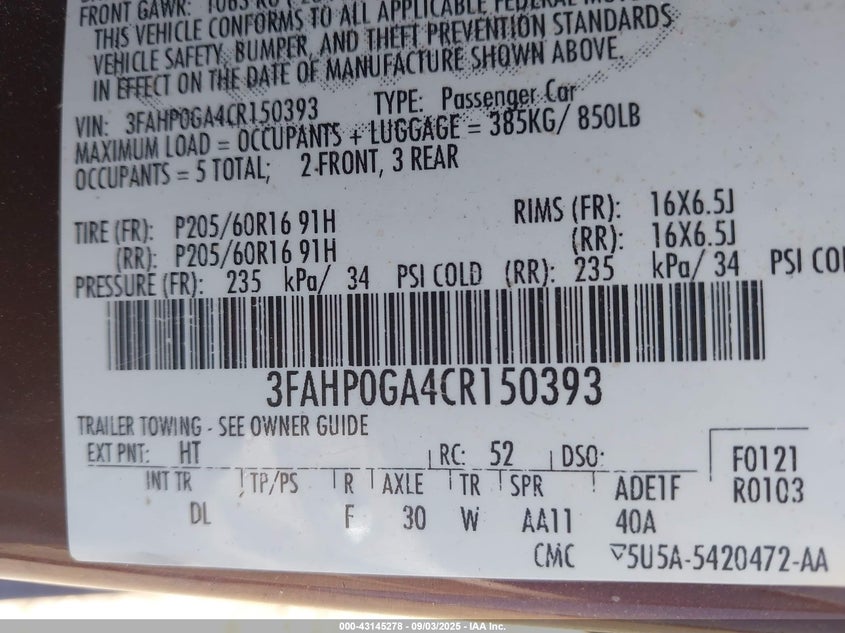 FRONT GAWR: 1063 KG
THIS VEHICLE CONFORMS TO ALL APPLICABLE FEDERAL MOTOR
VEHICLE SAFETY, BUMPER, AND THEFT PREVENTION STANDARDS
IN EFFECT ON THE DATE OF MANUFACTURE SHOWN ABOVE.
VIN: 3FAHP0GA4CR150393 TYPE: Passenger Car
MAXIMUM LOAD = OCCUPANTS + LUGGAGE = 385KG/ 850LB
OCCUPANTS = 5 TOTAL; 2-FRONT, 3 REAR
TIRE (FR): P205/60R16 91H RIMS (FR): 16X6.5J
(RR): P205/60R16 91H (RR): 16X6.5J
PRESSURE (FR): 235 kPa/ 34 PSI COLD (RR): 235 kPa/ 34 PSI COL
3FAHP0GA4CR150393
TRAILER TOWING - SEE OWNER GUIDE
EXT PNT: HT RC: 52 DSO: F0121
INT TR TP/PS R AXLE TR SPR ADE1F R0103
DL F 30 W AA11 40A
CMC ▽5U5A-5420472-AA
000-43145278 - 09/03/2025 - IAA Inc.